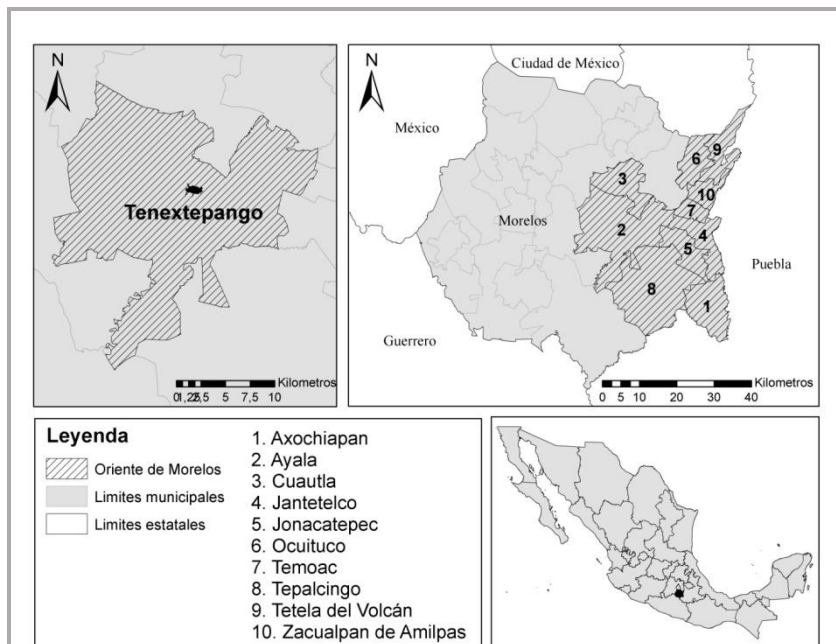 N
Tenextepango
Kilometros
0 1,25 2,5 5 7,5 10
N
Ciudad de México
México
Morelos
Puebla
Guerrero
9
6
3
10
7
4
2
5
8
1
Kilometros
0 5 10 20 30 40
Leyenda
Oriente de Morelos
Limites municipales
Limites estatales
1. Axochiapan
2. Ayala
3. Cuautla
4. Jantetelco
5. Jonacatepec
6. Ocuituco
7. Temoac
8. Tepalcingo
9. Tetela del Volcán
10. Zacualpan de Amilpas